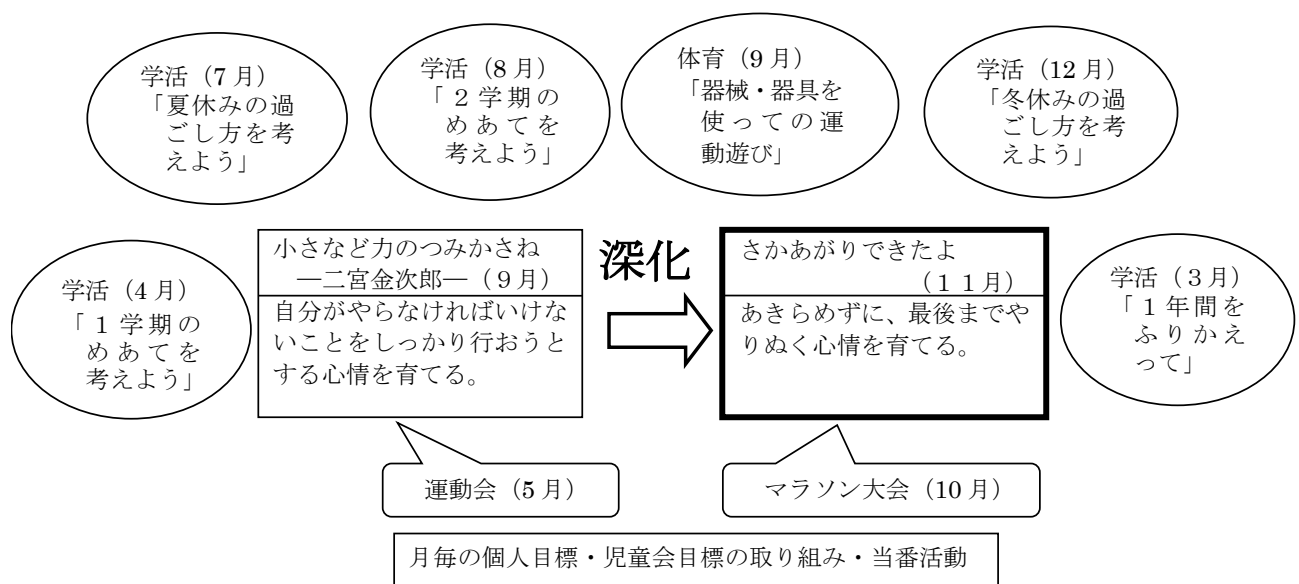 学活（7月）
「夏休みの過
ごし方を考
えよう」
学活（8月）
「２学期の
めあてを
考えよう」
体育（9月）
「器械・器具を
使っての運
動遊び」
学活（12月）
「冬休みの過
ごし方を考
えよう」
学活（4月）
「１学期の
めあてを
考えよう」
小さなど力のつみかさね
―二宮金次郎―（９月）
自分がやらなければいけな
いことをしっかり行おうと
する心情を育てる。
深化
さかあがりできたよ
（１１月）
あきらめずに、最後までや
りぬく心情を育てる。
学活（３月）
「１年間を
ふりかえ
って」
運動会（5月）
マラソン大会（10月）
月毎の個人目標・児童会目標の取り組み・当番活動